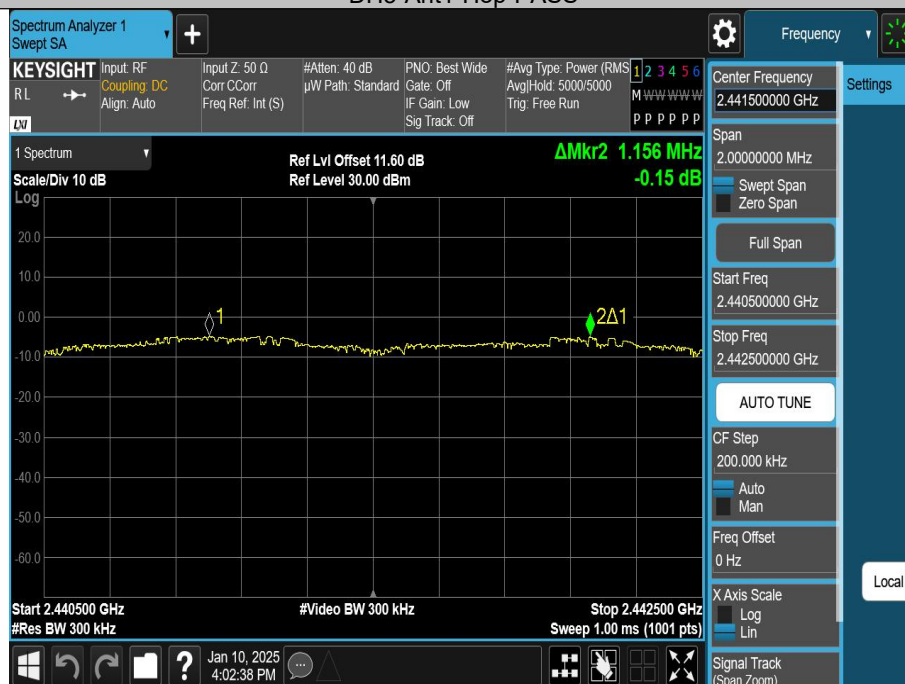 DH5-Ant1-Hop-PASS
Spectrum Analyzer 1
Swept SA
Frequency
KEYSIGHT
Input: RF
Input Z: 50 Ω
#Atten: 40 dB
PNO: Best Wide
#Avg Type: Power (RMS
1 2 3 4 5 6
RL
Coupling: DC
Corr CCorr
µW Path: Standard
Gate: Off
Avg|Hold: 5000/5000
M W W W W W
Align: Auto
Freq Ref: Int (S)
IF Gain: Low
Trig: Free Run
Sig Track: Off
P P P P P P
LXI
Center Frequency
2.441500000 GHz
Settings
Span
2.00000000 MHz
Swept Span
Zero Span
Full Span
Start Freq
2.440500000 GHz
Stop Freq
2.442500000 GHz
AUTO TUNE
CF Step
200.000 kHz
Auto
Man
Freq Offset
0 Hz
X Axis Scale
Log
Lin
Local
Signal Track
(Span Zoom)
1 Spectrum
Ref Lvl Offset 11.60 dB
ΔMkr2 1.156 MHz
Scale/Div 10 dB
Ref Level 30.00 dBm
-0.15 dB
Log
20.0
10.0
0.00
1
2Δ1
-10.0
-20.0
-30.0
-40.0
-50.0
-60.0
Start 2.440500 GHz
#Video BW 300 kHz
Stop 2.442500 GHz
#Res BW 300 kHz
Sweep 1.00 ms (1001 pts)
?
Jan 10, 2025
4:02:38 PM